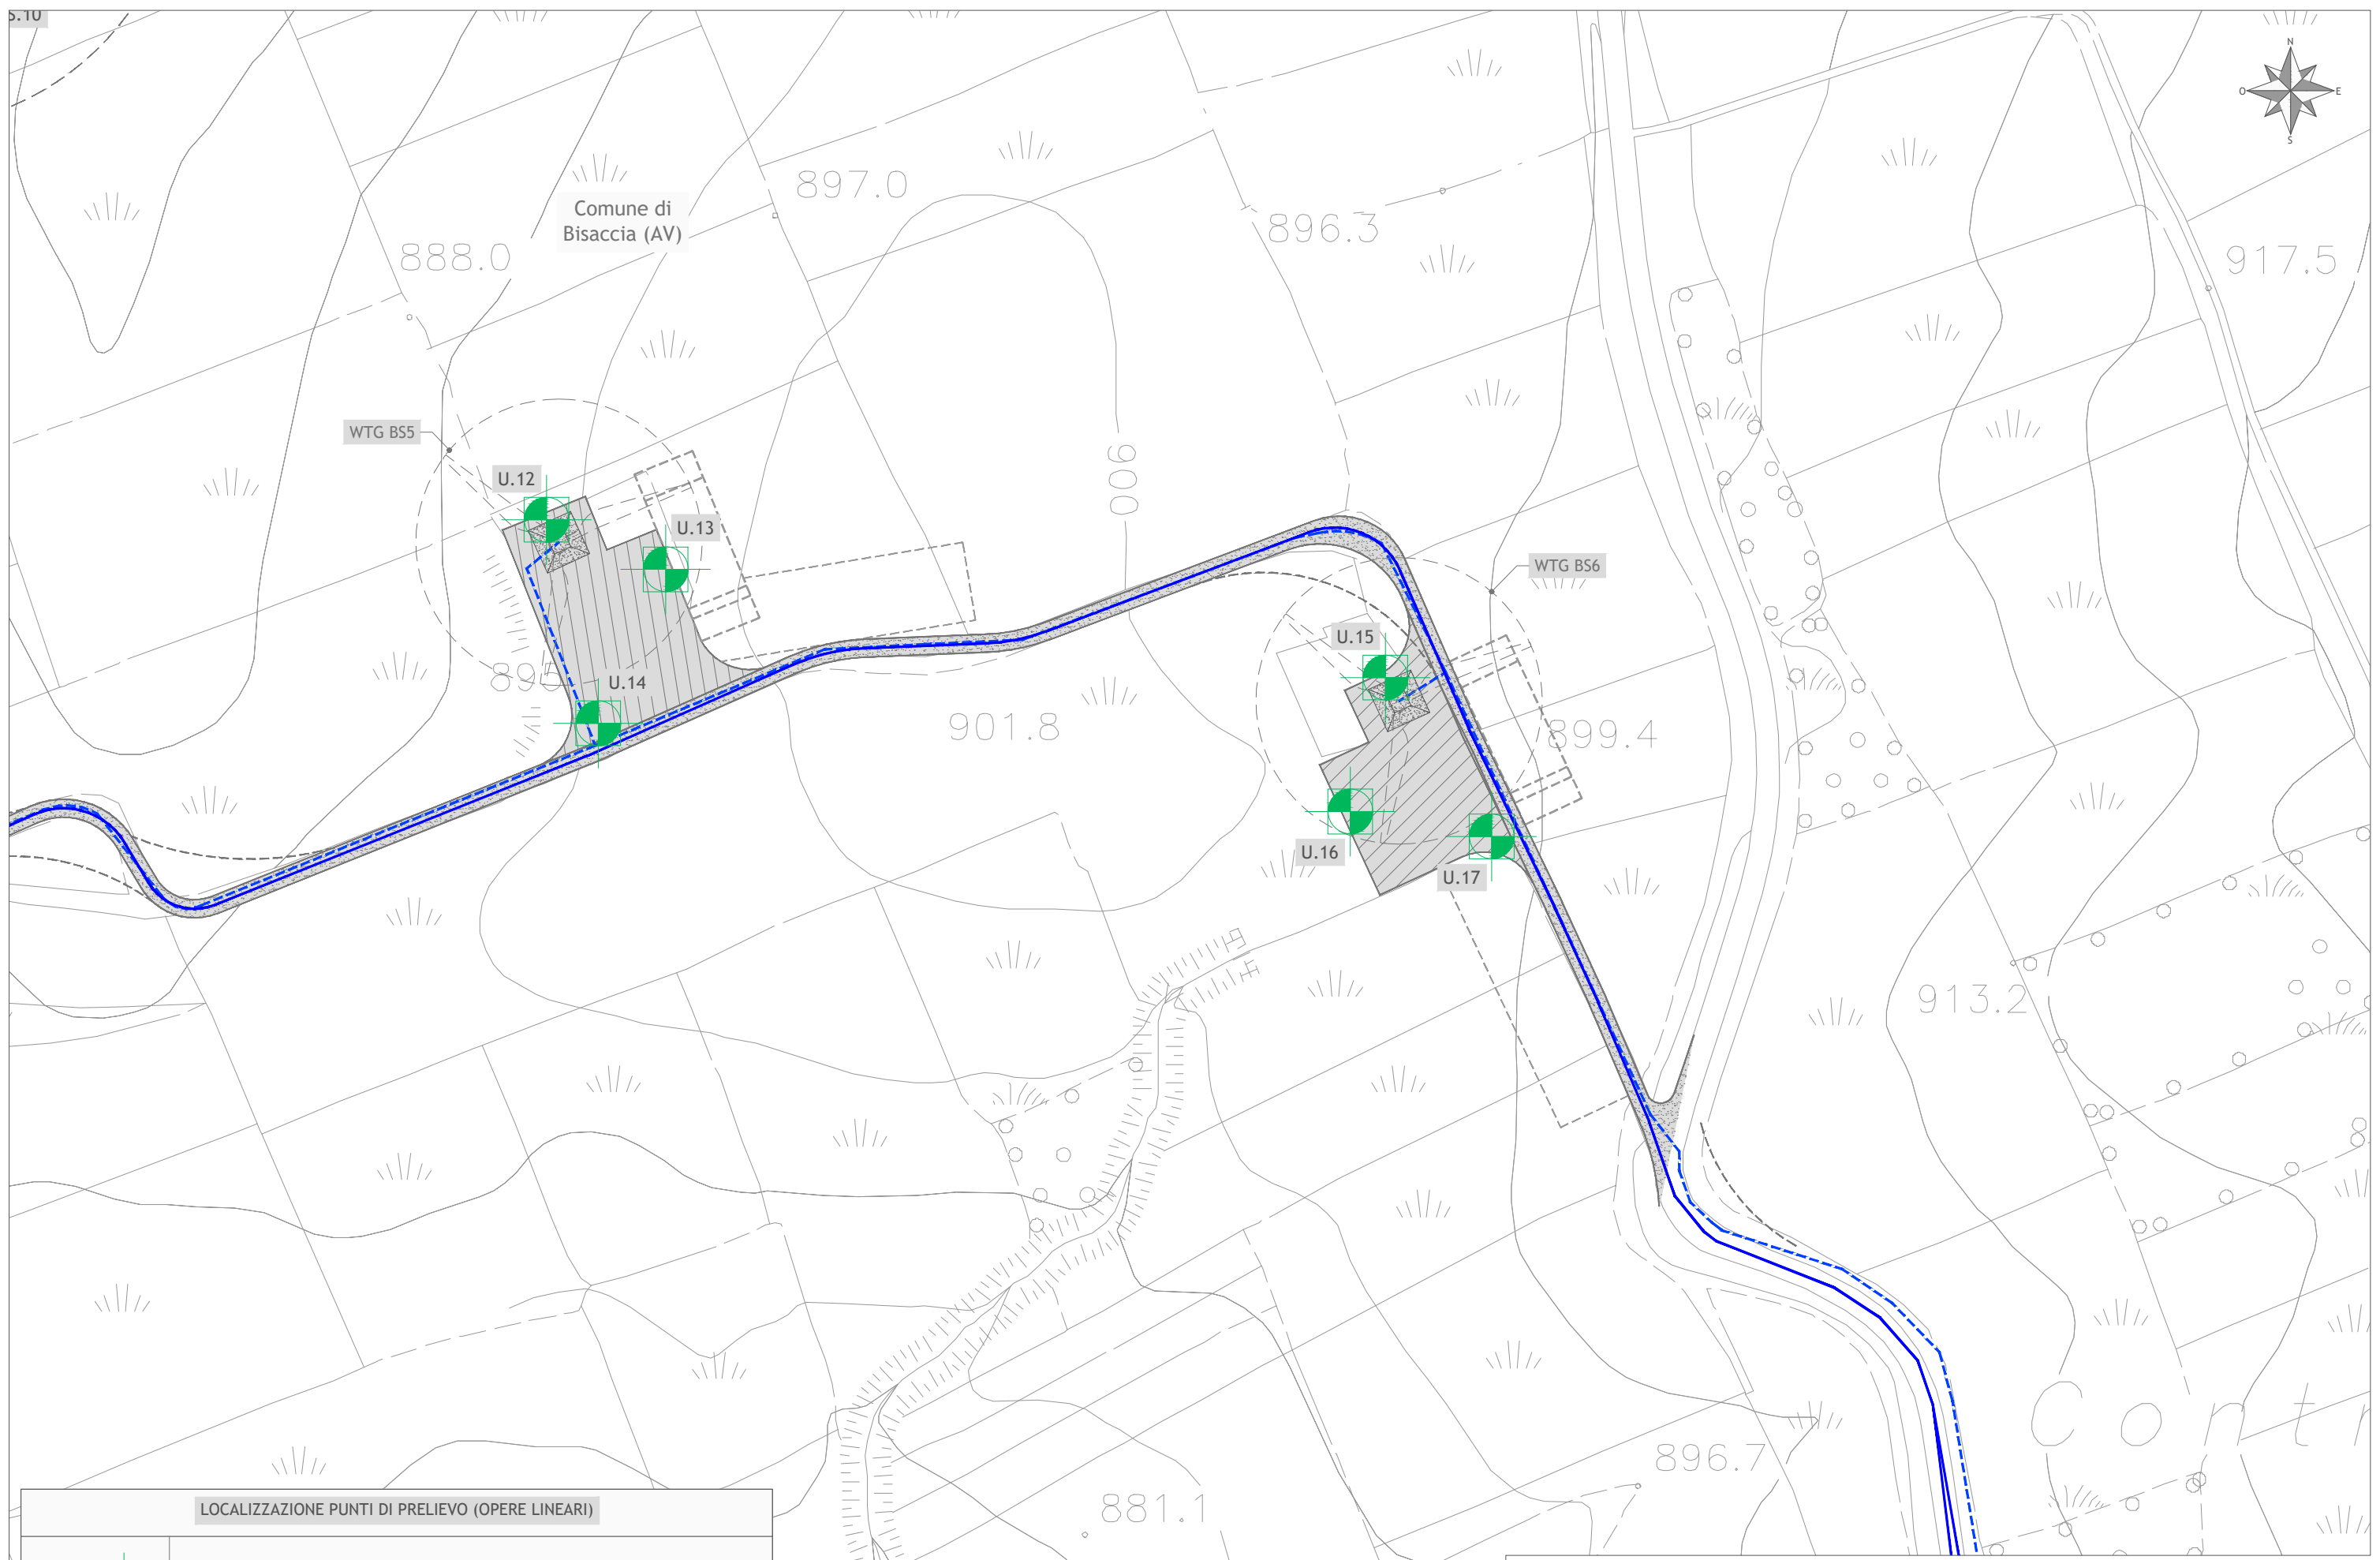 S.10
N
O
E
S
897.0
Comune di
Bisaccia (AV)
896.3
888.0
917.5
WTG BS5
U.12
900
U.13
WTG BS6
U.15
U.14
901.8
899.4
U.16
U.17
913.2
Cont
896.7
881.1
LOCALIZZAZIONE PUNTI DI PRELIEVO (OPERE LINEARI)